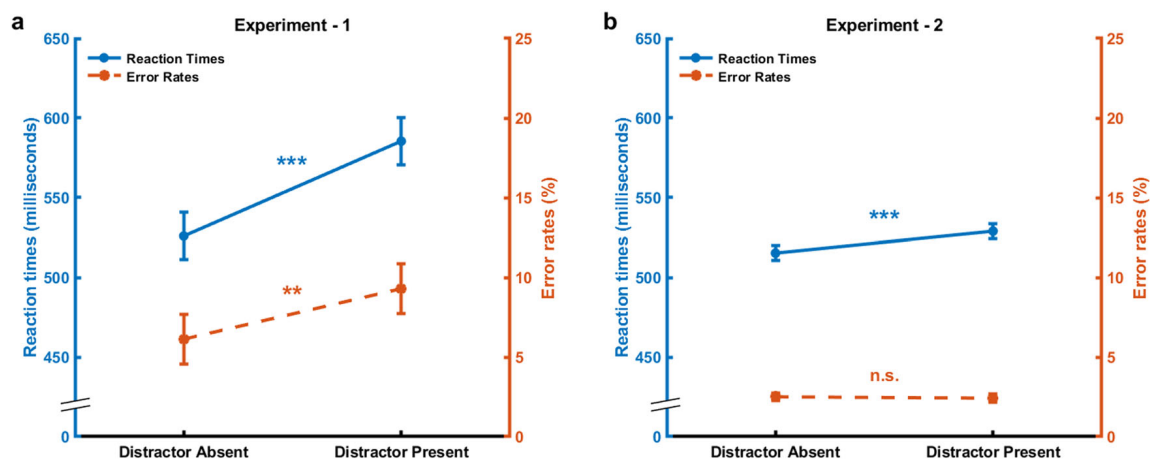 a
Experiment - 1
Reaction times (milliseconds)
650
600
550
500
450
0
Reaction Times
Error Rates
***
**
25
20
15
10
5
0
Error rates (%)
Distractor Absent
Distractor Present
b
Experiment - 2
Reaction times (milliseconds)
650
600
550
500
450
0
Reaction Times
Error Rates
***
n.s.
25
20
15
10
5
0
Error rates (%)
Distractor Absent
Distractor Present